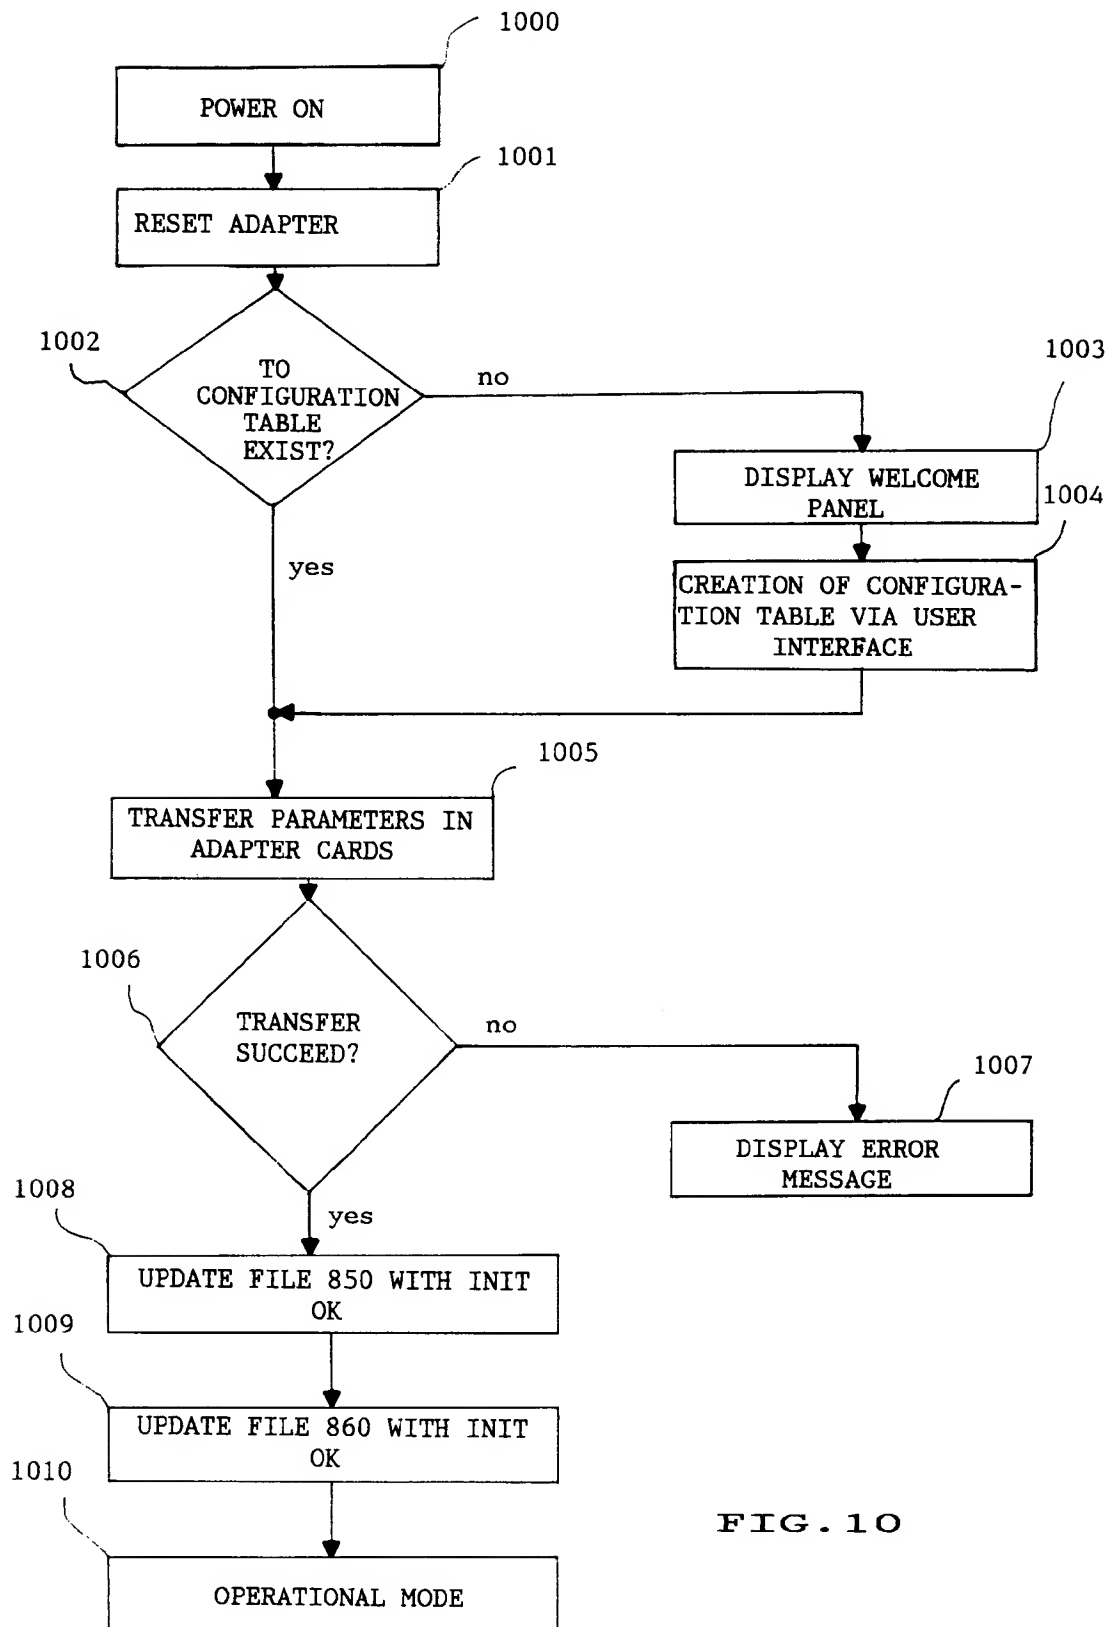 1000
POWER ON
1001
RESET ADAPTER
1002
TO
CONFIGURATION
TABLE
EXIST?
no
1003
DISPLAY WELCOME
PANEL
1004
CREATION OF CONFIGURA-
TION TABLE VIA USER
INTERFACE
yes
1005
TRANSFER PARAMETERS IN
ADAPTER CARDS
1006
TRANSFER
SUCCEED?
no
1007
DISPLAY ERROR
MESSAGE
yes
1008
UPDATE FILE 850 WITH INIT
OK
1009
UPDATE FILE 860 WITH INIT
OK
1010
OPERATIONAL MODE
FIG.10